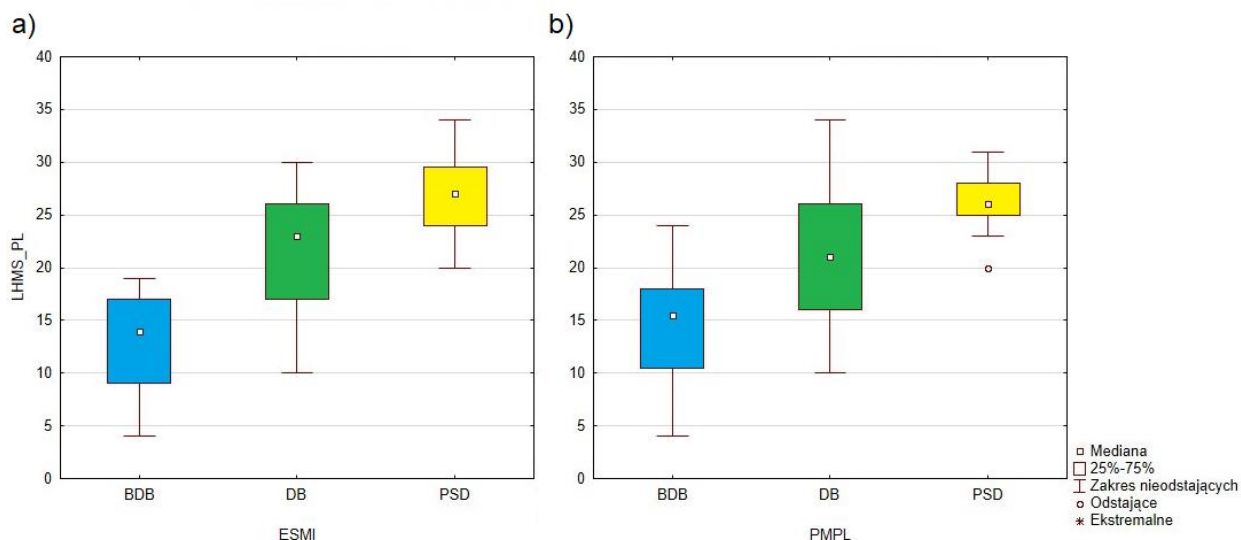 a)
40
35
30
25
20
15
10
5
0
LHMS_PL
BDB DB PSD
ESMI
b)
40
35
30
25
20
15
10
5
0
BDB DB PSD
PMPL
Mediana
25%-75%
Zakres nieodstających
Odstające
Ekstremalne